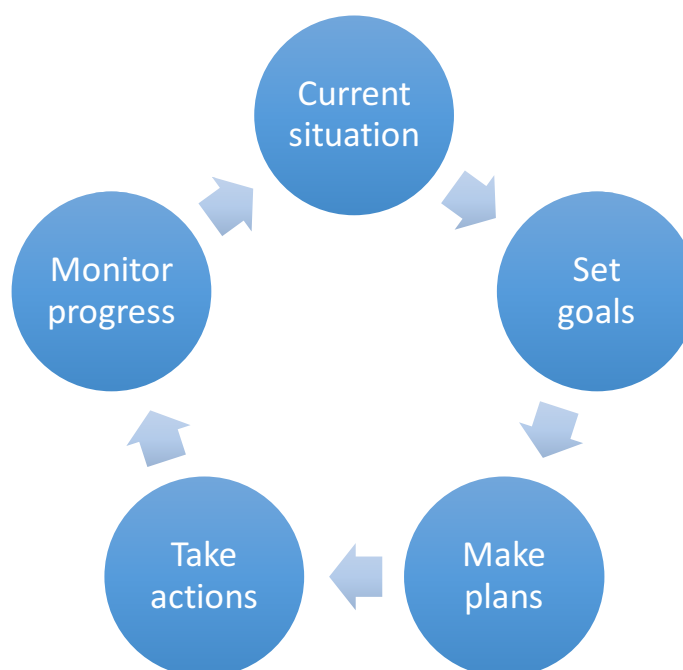 Current
situation
Set
goals
Make
plans
Take
actions
Monitor
progress